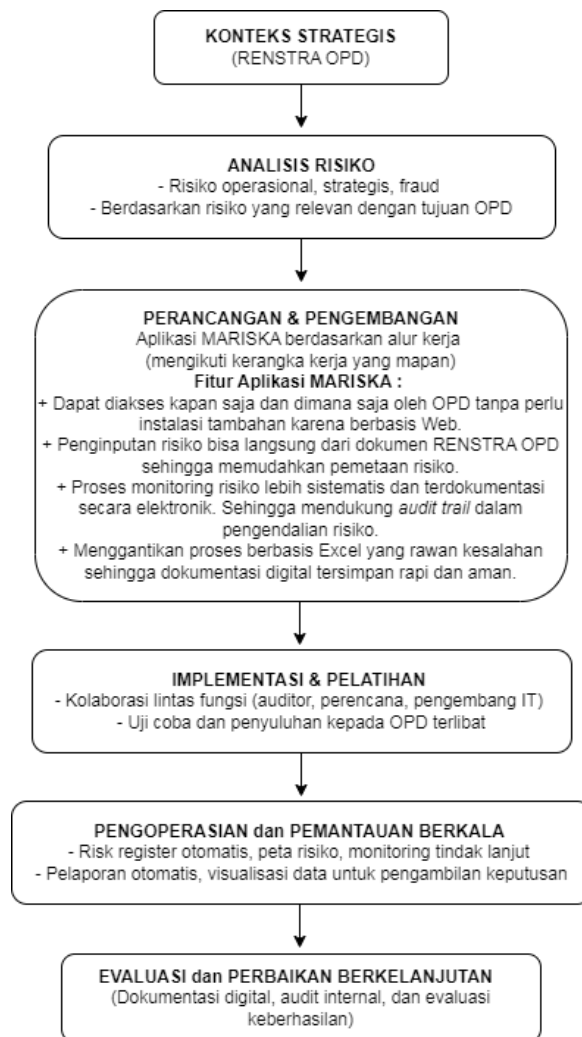 KONTEKS STRATEGIS
(RENSTRA OPD)
ANALISIS RISIKO
- Risiko operasional, strategis, fraud
- Berdasarkan risiko yang relevan dengan tujuan OPD
PERANCANGAN & PENGEMBANGAN
Aplikasi MARISKA berdasarkan alur kerja
(mengikuti kerangka kerja yang mapan)
Fitur Aplikasi MARISKA :
+ Dapat diakses kapan saja dan dimana saja oleh OPD tanpa perlu
instalasi tambahan karena berbasis Web.
+ Penginputan risiko bisa langsung dari dokumen RENSTRA OPD
sehingga memudahkan pemetaan risiko.
+ Proses monitoring risiko lebih sistematis dan terdokumentasi
secara elektronik. Sehingga mendukung audit trail dalam
pengendalian risiko.
+ Menggantikan proses berbasis Excel yang rawan kesalahan
sehingga dokumentasi digital tersimpan rapi dan aman.
IMPLEMENTASI & PELATIHAN
- Kolaborasi lintas fungsi (auditor, perencana, pengembang IT)
- Uji coba dan penyuluhan kepada OPD terlibat
PENGOPERASIAN dan PEMANTAUAN BERKALA
- Risk register otomatis, peta risiko, monitoring tindak lanjut
- Pelaporan otomatis, visualisasi data untuk pengambilan keputusan
EVALUASI dan PERBAIKAN BERKELANJUTAN
(Dokumentasi digital, audit internal, dan evaluasi
keberhasilan)